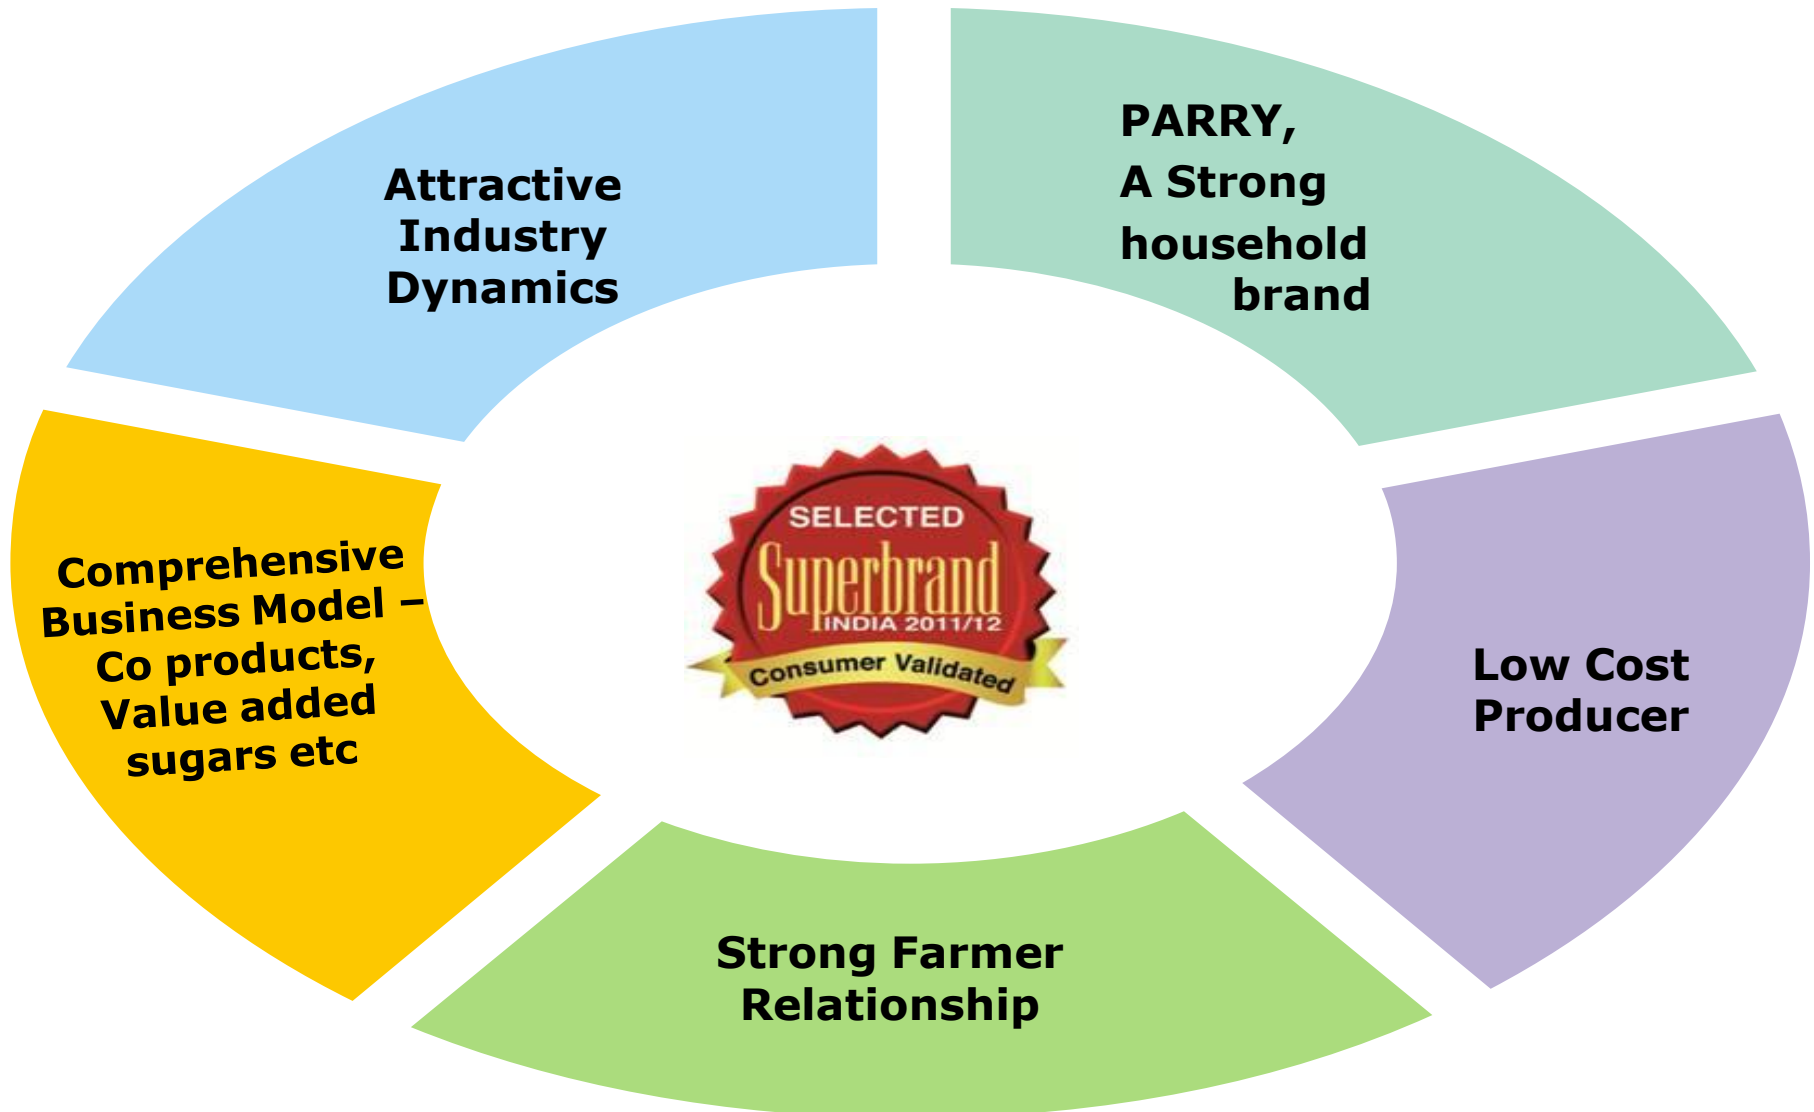 Attractive
Industry
Dynamics
PARRY,
A Strong
household
brand
Comprehensive
Business Model –
Co products,
Value added
sugars etc
SELECTED
Superbrand
INDIA 2011/12
Consumer Validated
Low Cost
Producer
Strong Farmer
Relationship